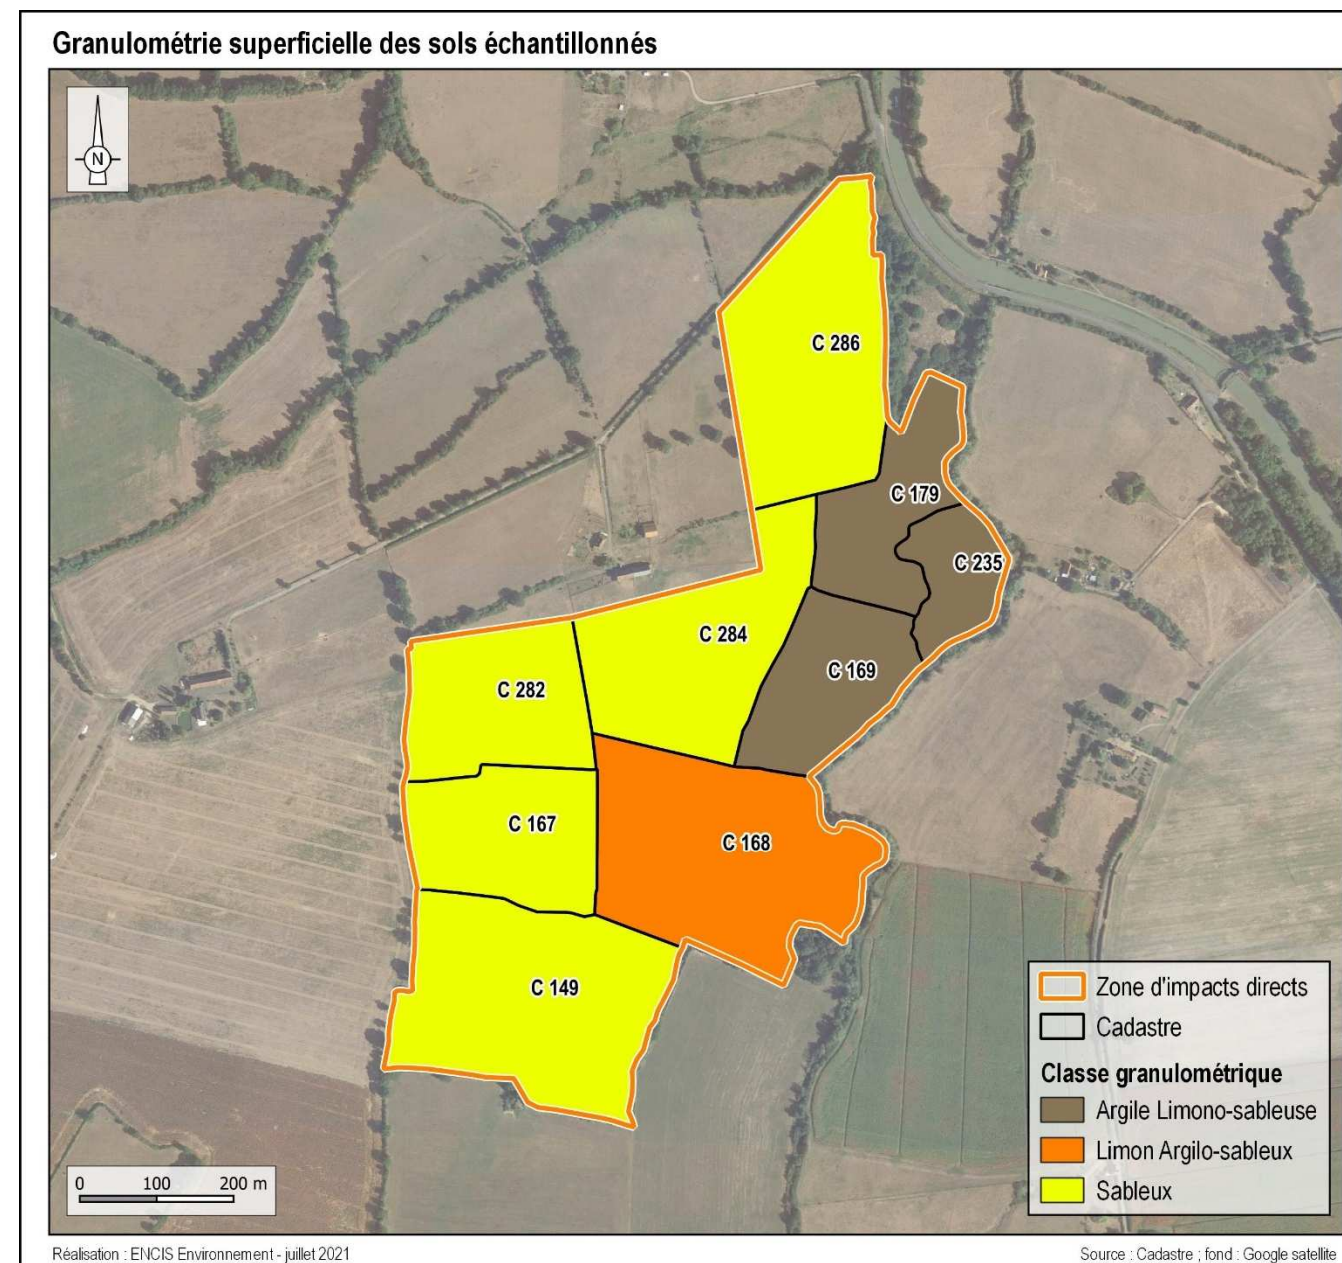 Granulométrie superficielle des sols échantillonnés
N
C 286
C 179
C 235
C 284
C 169
C 282
C 167
C 168
C 149
Zone d'impacts directs
Cadastre
Classe granulométrique
Argile Limono-sableuse
Limon Argilo-sableux
Sableux
0 100 200 m
Réalisation : ENCIS Environnement - juillet 2021
Source : Cadastre ; fond : Google satellite